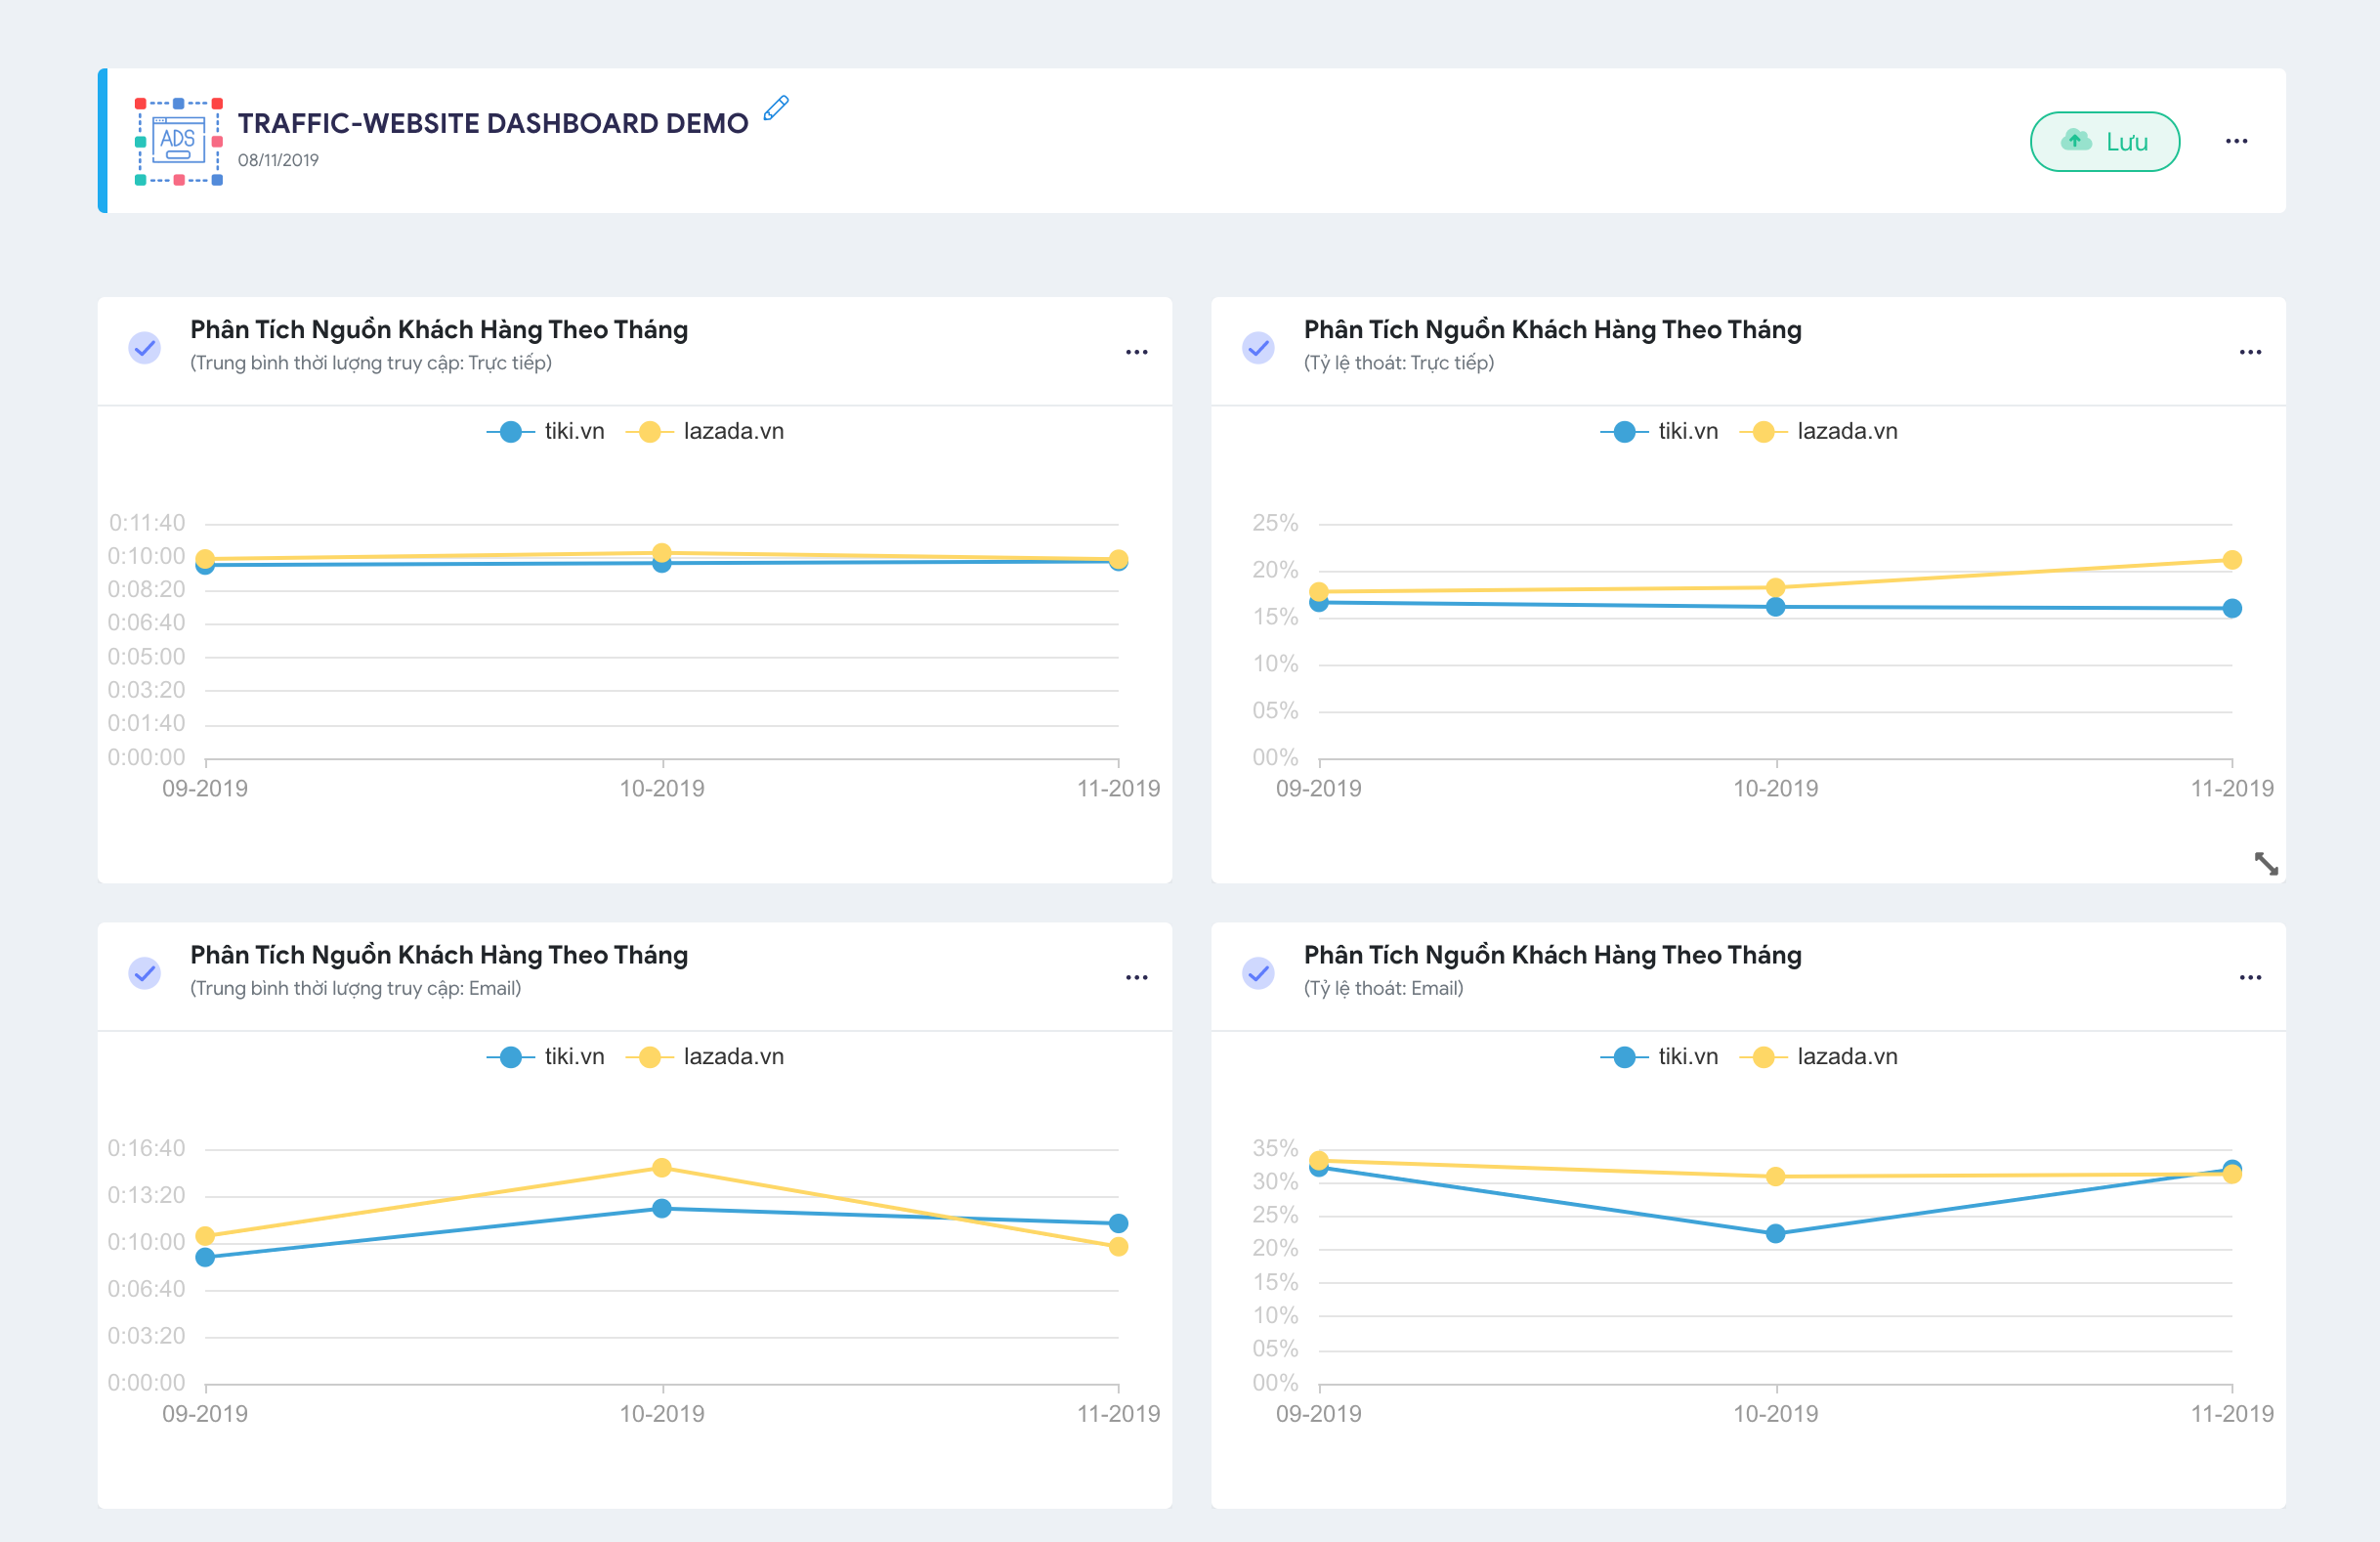 ADS
TRAFFIC-WEBSITE DASHBOARD DEMO
08/11/2019
Lưu
Phân Tích Nguồn Khách Hàng Theo Tháng
(Trung bình thời lượng truy cập: Trực tiếp)
tiki.vn lazada.vn
0:11:40
0:10:00
0:08:20
0:06:40
0:05:00
0:03:20
0:01:40
0:00:00
09-2019 10-2019 11-2019
Phân Tích Nguồn Khách Hàng Theo Tháng
(Tỷ lệ thoát: Trực tiếp)
tiki.vn lazada.vn
25%
20%
15%
10%
05%
00%
09-2019 10-2019 11-2019
Phân Tích Nguồn Khách Hàng Theo Tháng
(Trung bình thời lượng truy cập: Email)
tiki.vn lazada.vn
0:16:40
0:13:20
0:10:00
0:06:40
0:03:20
0:00:00
09-2019 10-2019 11-2019
Phân Tích Nguồn Khách Hàng Theo Tháng
(Tỷ lệ thoát: Email)
tiki.vn lazada.vn
35%
30%
25%
20%
15%
10%
05%
00%
09-2019 10-2019 11-2019